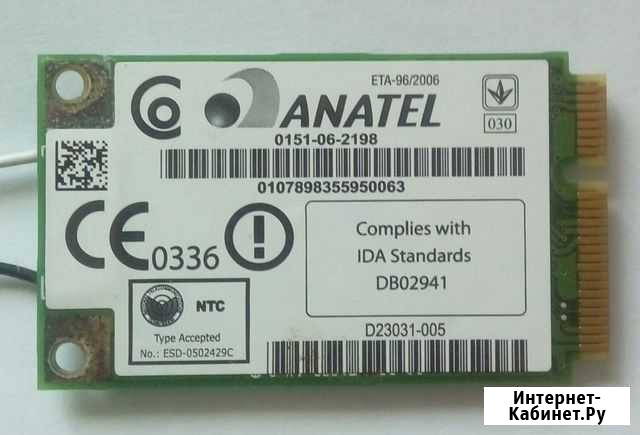 ETA-96/2006
ANATEL
030
0151-06-2198
0107898355950063
CE 0336
Complies with
IDA Standards
DB02941
NTC
Type Accepted
No.: ESD-0502429C
D23031-005
Интернет-
Кабинет.Ру